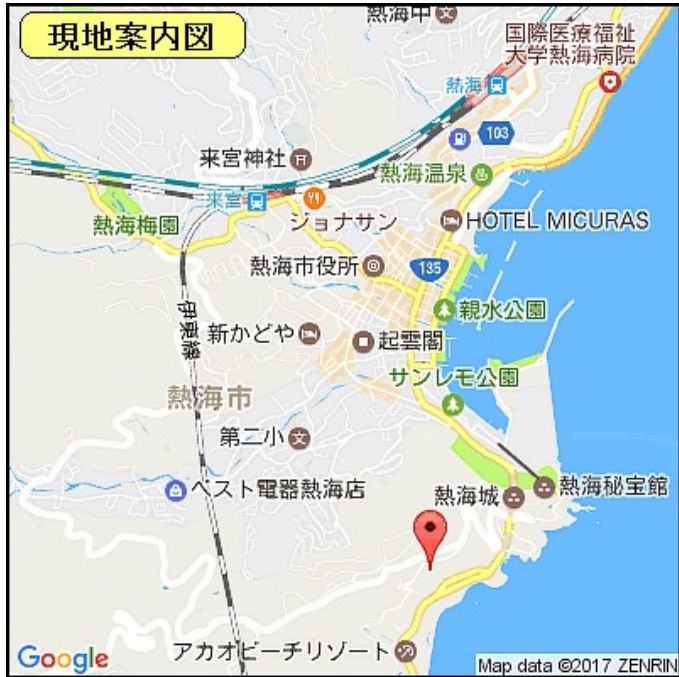 現地案内図
熱海中
国際医療福祉
大学熱海病院
熱海
103
来宮神社
熱海温泉
来宮
ジョナサン
HOTEL MICURAS
熱海梅園
熱海市役所
135
親水公園
伊東線
新かどや
起雲閣
サンレモ公園
熱海市
第二小
ベスト電器熱海店
熱海城
熱海秘宝館
アカオビーチリゾート
Google
Map data ©2017 ZENRIN